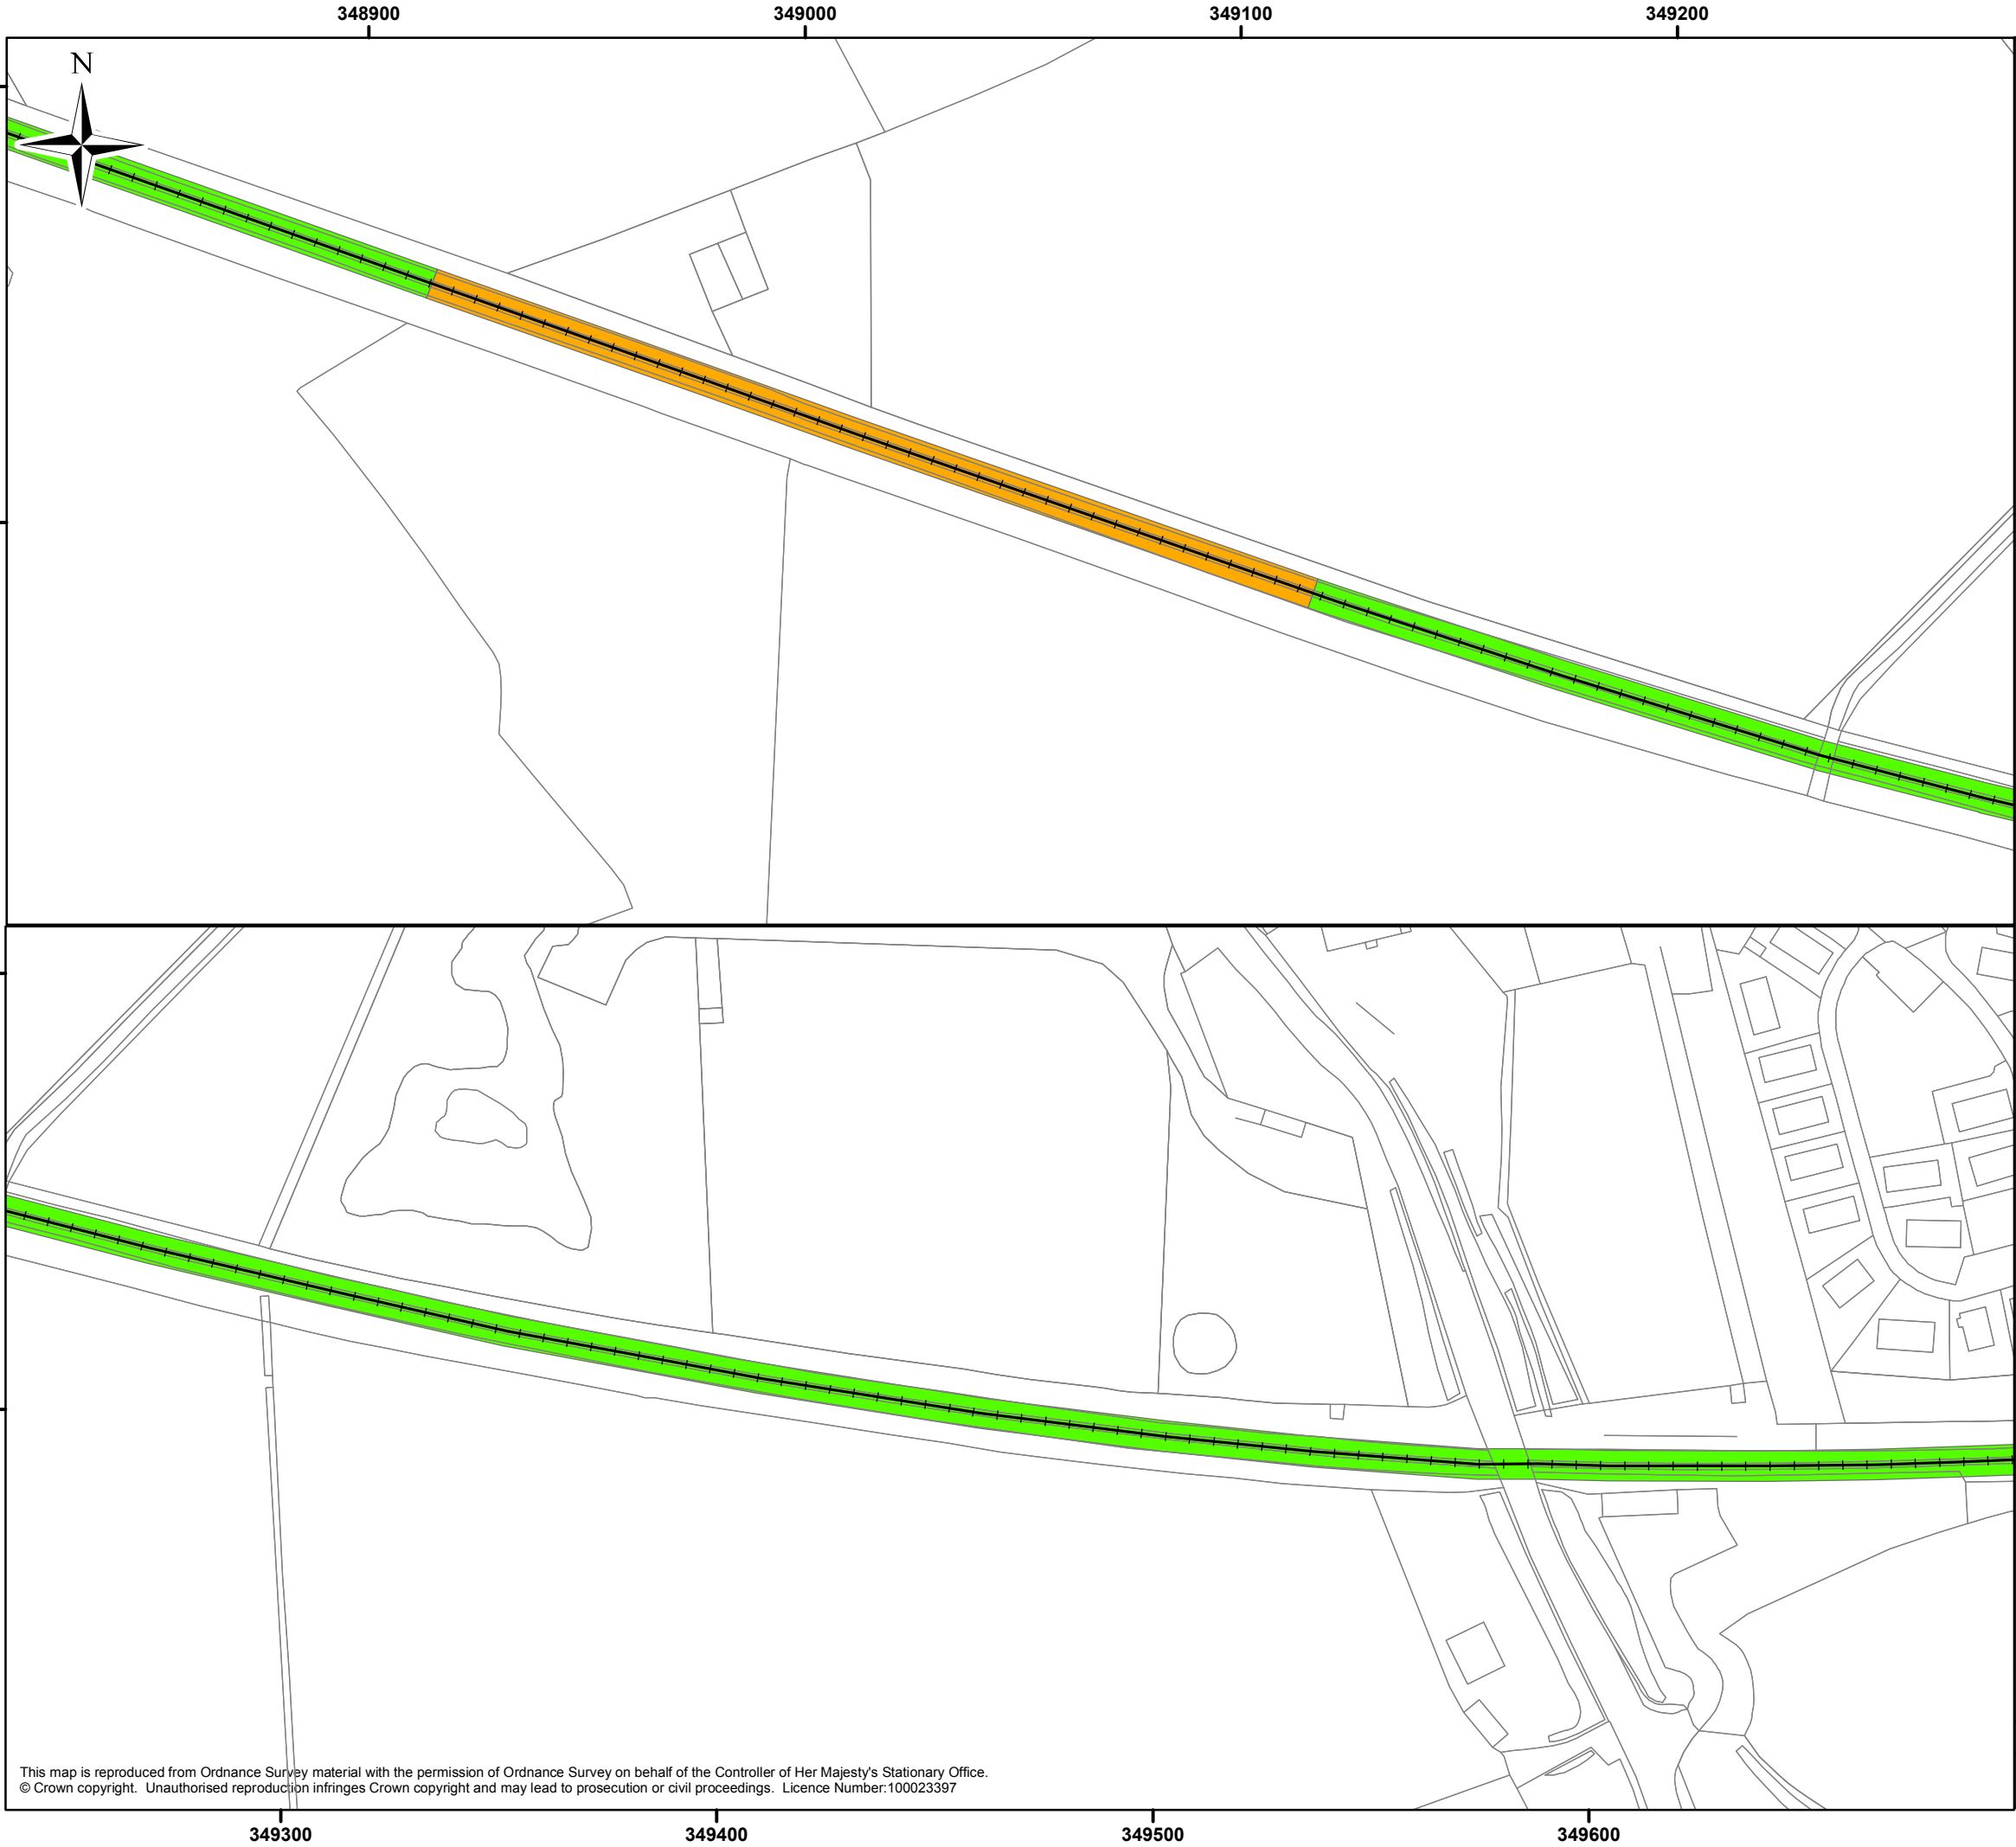 348900 349000 349100 349200
N
This map is reproduced from Ordnance Survey material with the permission of Ordnance Survey on behalf of the Controller of Her Majesty's Stationary Office.
© Crown copyright.  Unauthorised reproduction infringes Crown copyright and may lead to prosecution or civil proceedings.  Licence Number:100023397
349300 349400 349500 349600